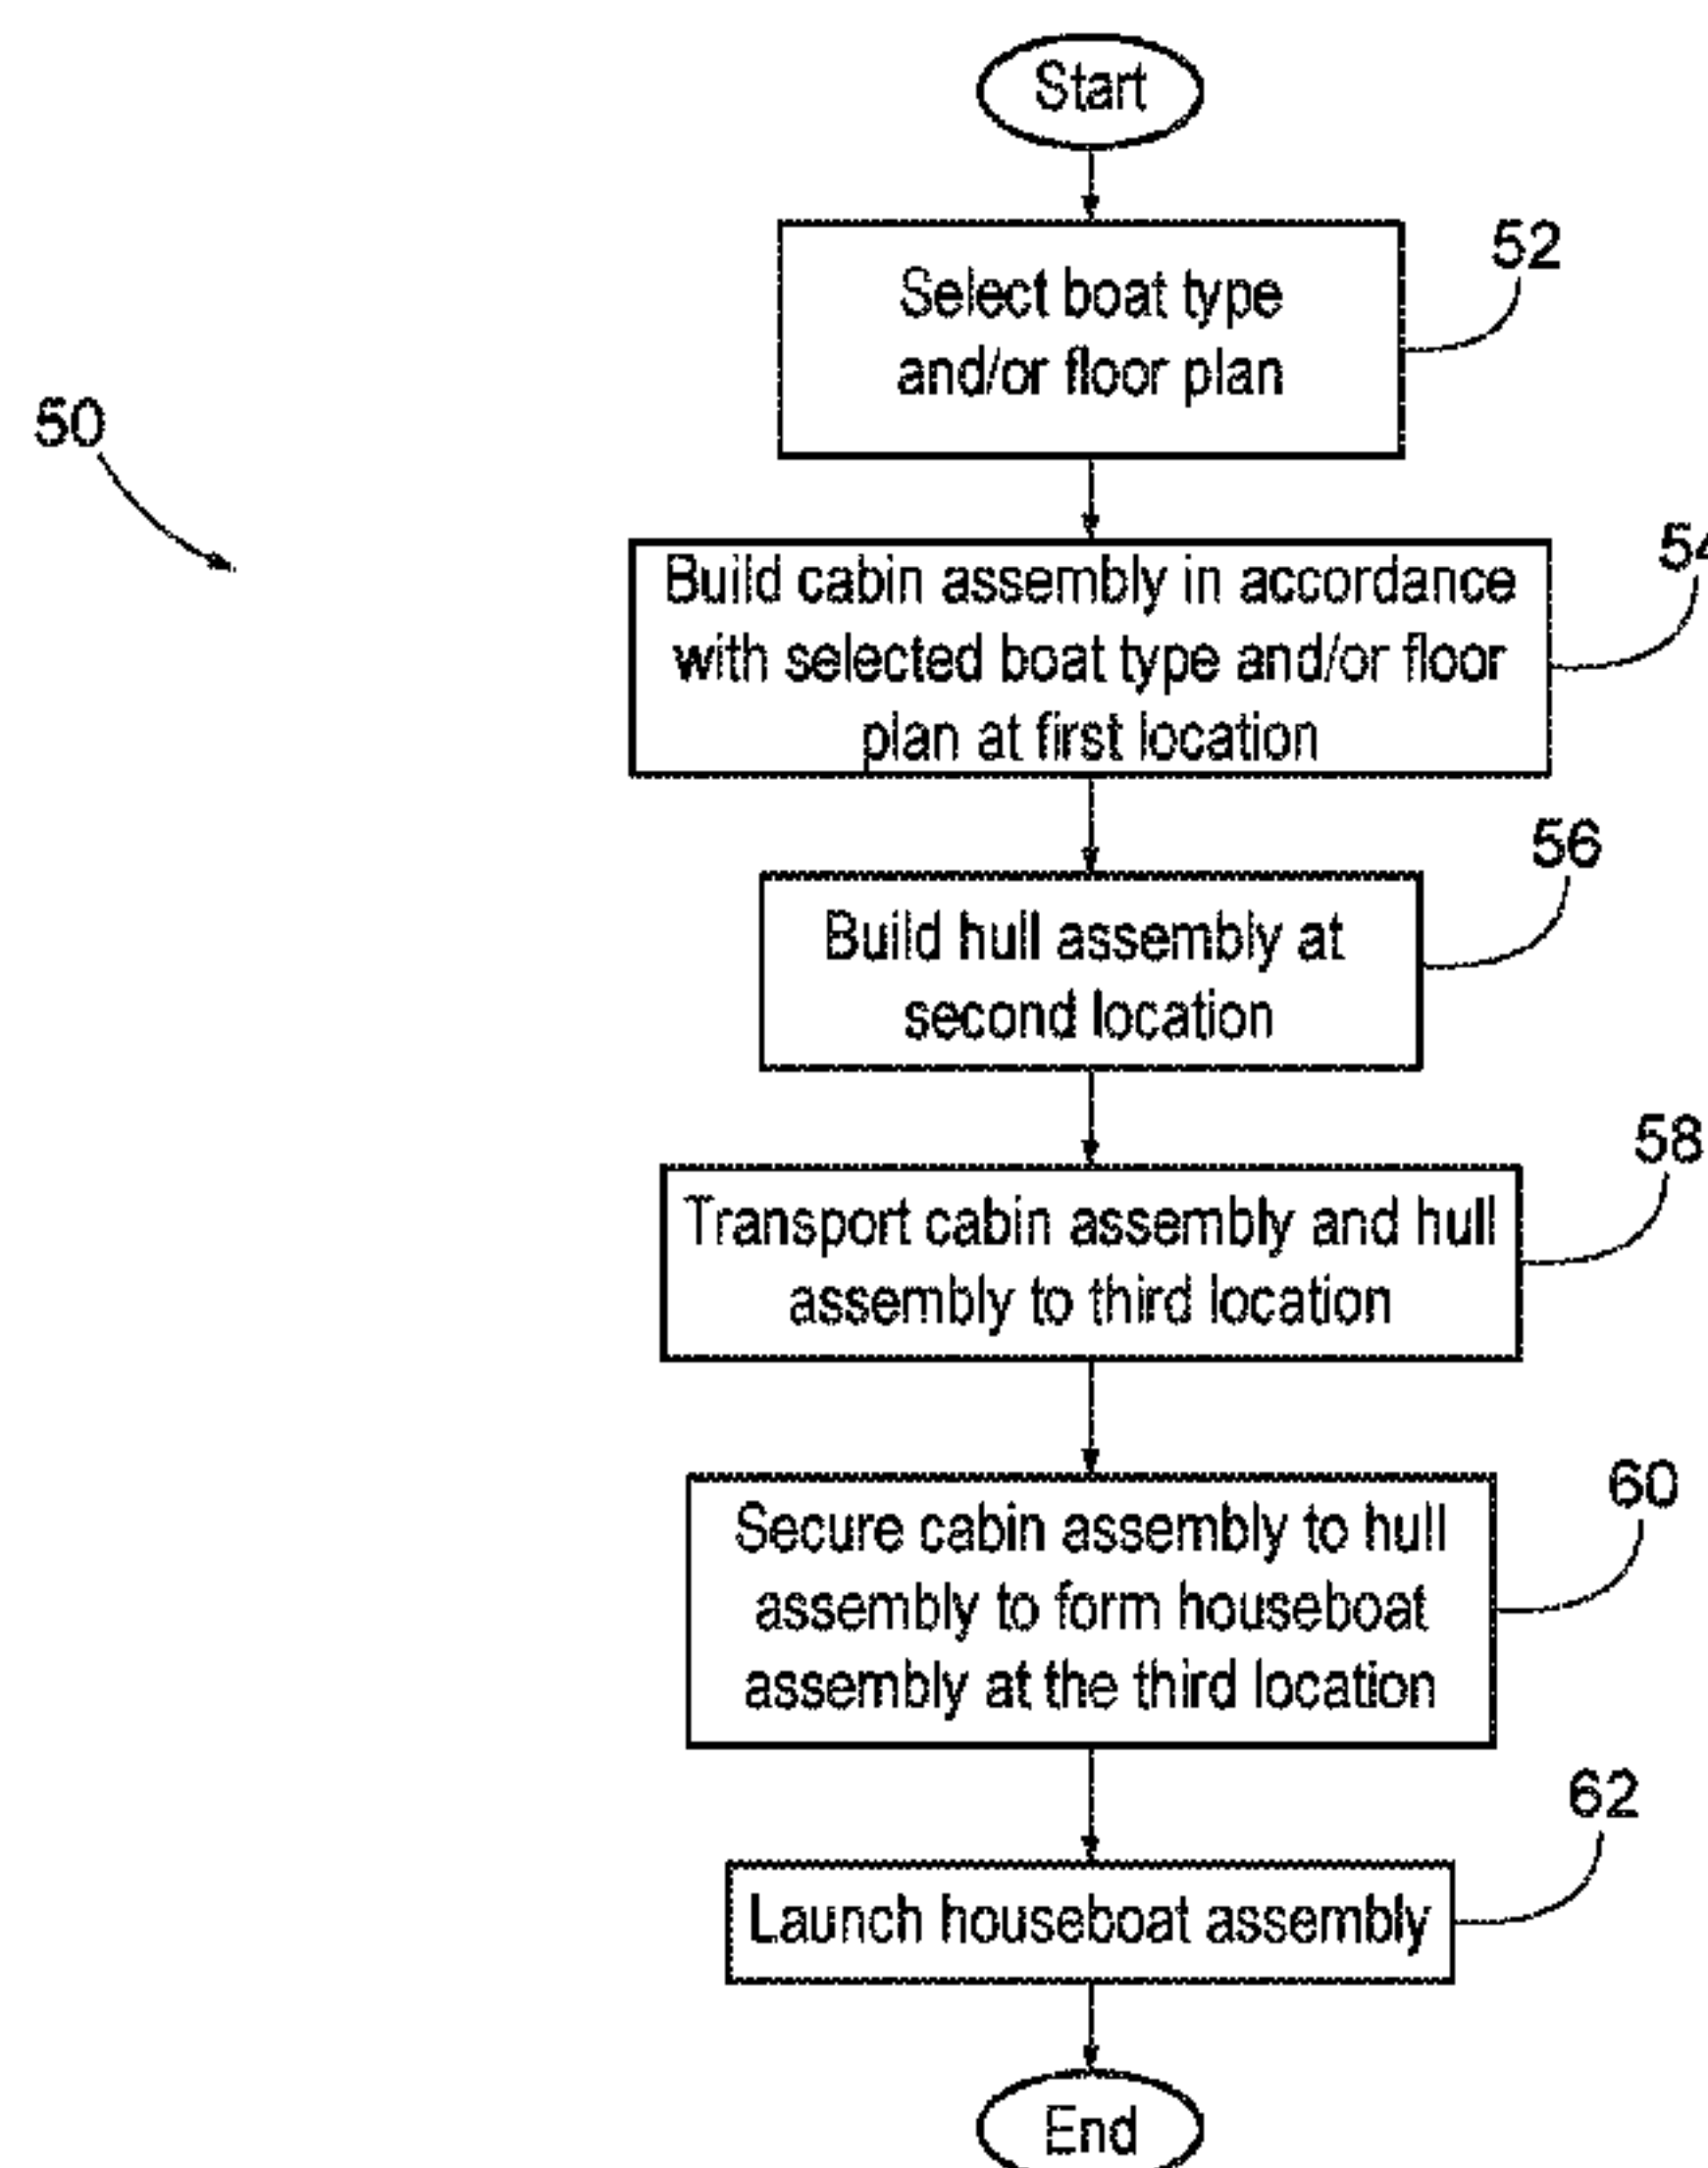 Start
52
Select boat type
and/or floor plan
50
54
Build cabin assembly in accordance
with selected boat type and/or floor
plan at first location
56
Build hull assembly at
second location
58
Transport cabin assembly and hull
assembly to third location
60
Secure cabin assembly to hull
assembly to form houseboat
assembly at the third location
62
Launch houseboat assembly
End